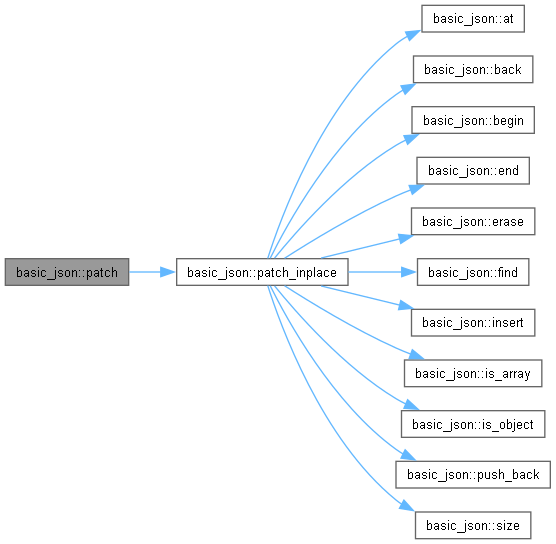 basic_json::patch
basic_json::patch_inplace
basic_json::at
basic_json::back
basic_json::begin
basic_json::end
basic_json::erase
basic_json::find
basic_json::insert
basic_json::is_array
basic_json::is_object
basic_json::push_back
basic_json::size